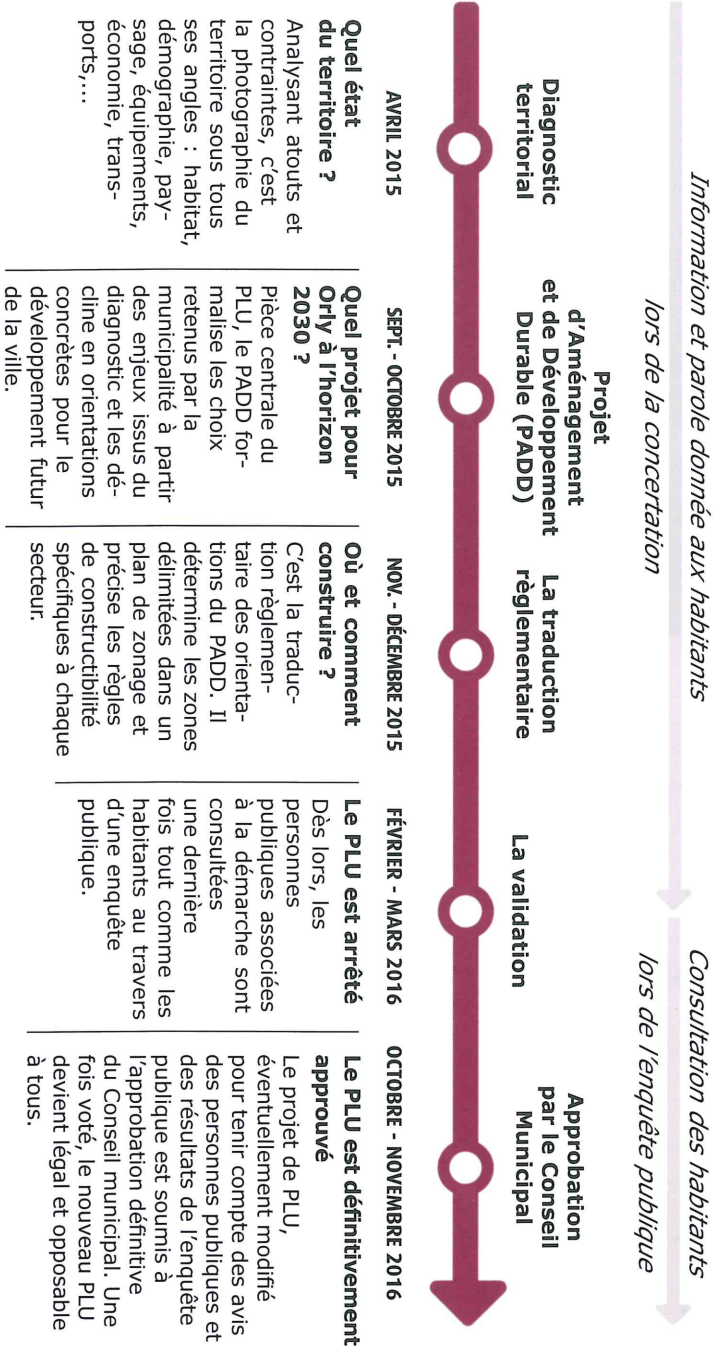 Information et parole donnée aux habitants
lors de la concertation
Consultation des habitants
lors de l'enquête publique
Diagnostic
territorial
Projet
d'Aménagement
et de Développement
Durable (PADD)
La traduction
règlementaire
La validation
Approbation
par le Conseil
Municipal
AVRIL 2015
SEPT. - OCTOBRE 2015
NOV. - DÉCEMBRE 2015
FÉVRIER - MARS 2016
OCTOBRE - NOVEMBRE 2016
Quel état
du territoire ?
Analysant atouts et
contraintes, c'est
la photographie du
territoire sous tous
ses angles : habitat,
démographie, pay-
sage, équipements,
économie, trans-
ports,...
Quel projet pour
Orly à l'horizon
2030 ?
Pièce centrale du
PLU, le PADD for-
malise les choix
retenus par la
municipalité à partir
des enjeux issus du
diagnostic et les dé-
cline en orientations
concrètes pour le
développement futur
de la ville.
Où et comment
construire ?
C'est la traduc-
tion règlemen-
taire des orienta-
tions du PADD. Il
détermine les zones
délimitées dans un
plan de zonage et
précise les règles
de constructibilité
spécifiques à chaque
secteur.
Le PLU est arrêté
Dès lors, les
personnes
publiques associées
à la démarche sont
consultées
une dernière
fois tout comme les
habitants au travers
d'une enquête
publique.
Le PLU est définitivement
approuvé
Le projet de PLU,
éventuellement modifié
pour tenir compte des avis
des personnes publiques et
des résultats de l'enquête
publique est soumis à
l'approbation définitive
du Conseil municipal. Une
fois voté, le nouveau PLU
devient légal et opposable
à tous.